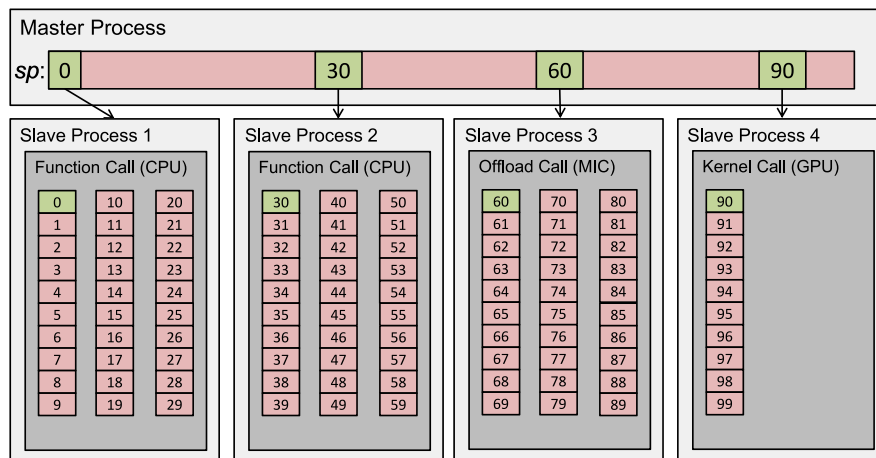 Master Process
sp: 0 30 60 90
Slave Process 1
Function Call (CPU)
0 10 20
1 11 21
2 12 22
3 13 23
4 14 24
5 15 25
6 16 26
7 17 27
8 18 28
9 19 29
Slave Process 2
Function Call (CPU)
30 40 50
31 41 51
32 42 52
33 43 53
34 44 54
35 45 55
36 46 56
37 47 57
38 48 58
39 49 59
Slave Process 3
Offload Call (MIC)
60 70 80
61 71 81
62 72 82
63 73 83
64 74 84
65 75 85
66 76 86
67 77 87
68 78 88
69 79 89
Slave Process 4
Kernel Call (GPU)
90
91
92
93
94
95
96
97
98
99